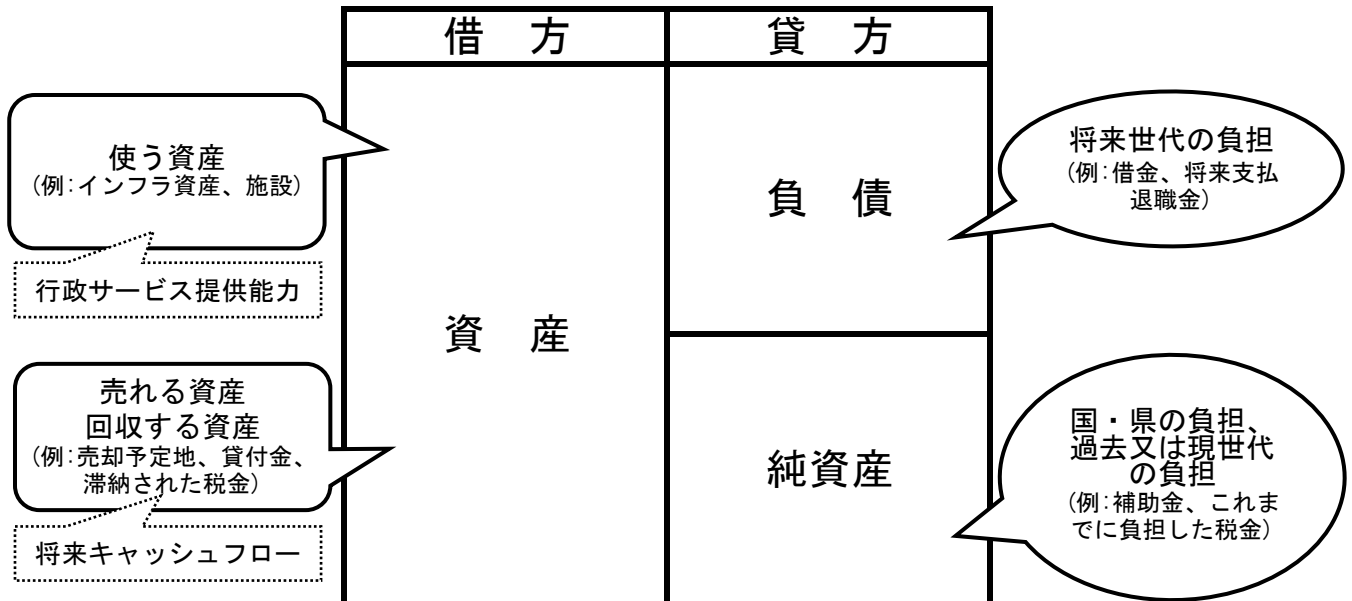 借　方
貸　方
使う資産
(例:インフラ資産、施設)
行政サービス提供能力
資　産
売れる資産
回収する資産
(例:売却予定地、貸付金、
滞納された税金)
将来キャッシュフロー
負　債
将来世代の負担
(例:借金、将来支払
退職金)
純資産
国・県の負担、
過去又は現世代
の負担
(例:補助金、これま
でに負担した税金)